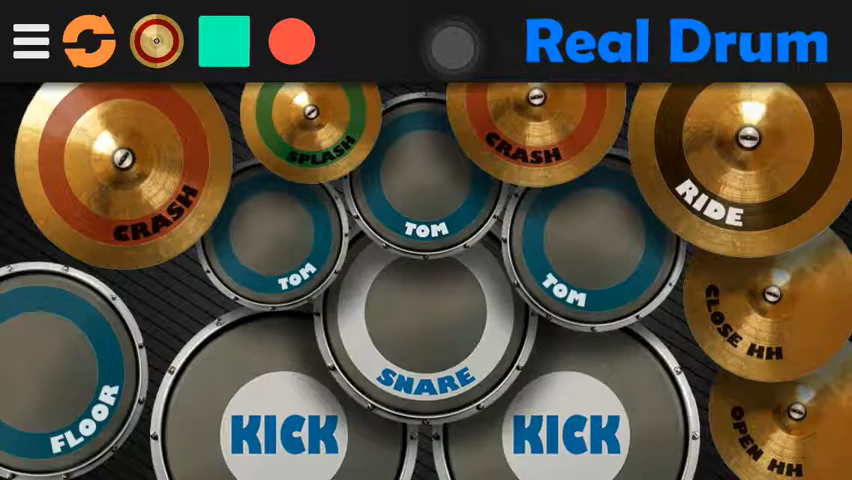 Real Drum
CRASH
SPLASH
CRASH
RIDE
TOM
TOM
TOM
CLOSE HH
SNARE
FLOOR
KICK
KICK
OPEN HH